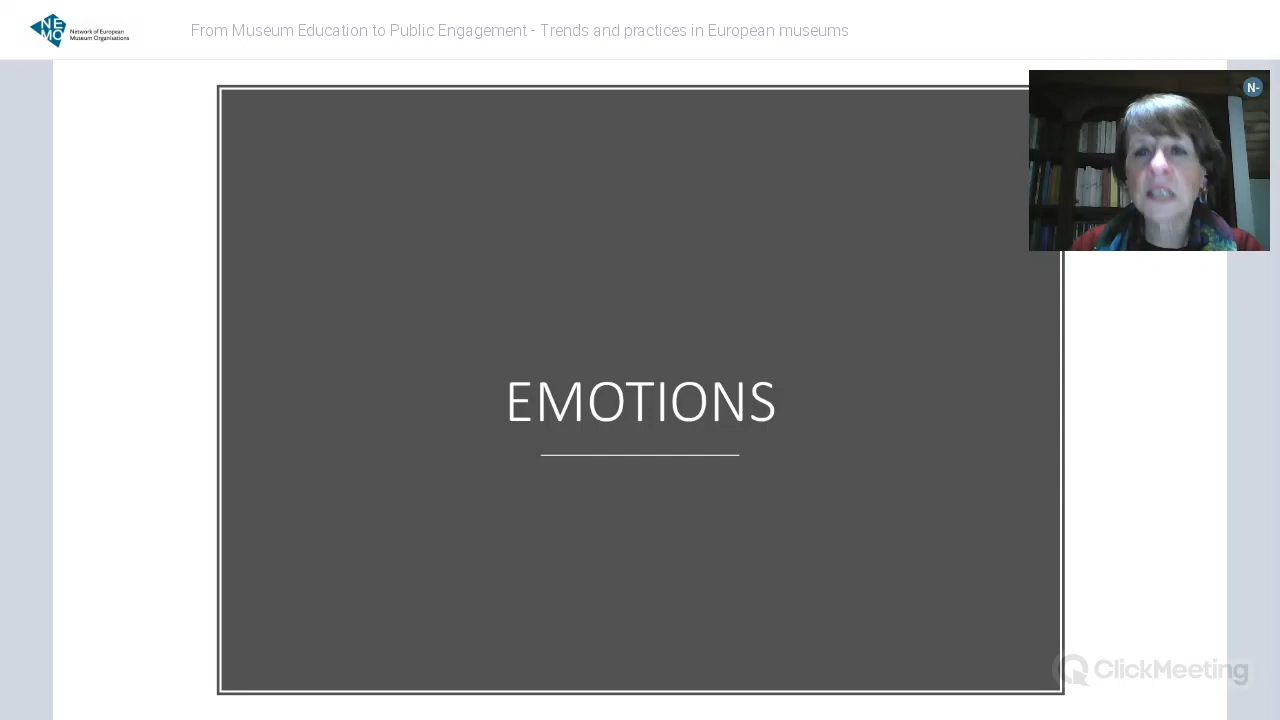 NE
MO
Network of European
Museum Organisations
From Museum Education to Public Engagement - Trends and practices in European museums
N-
EMOTIONS
ClickMeeting